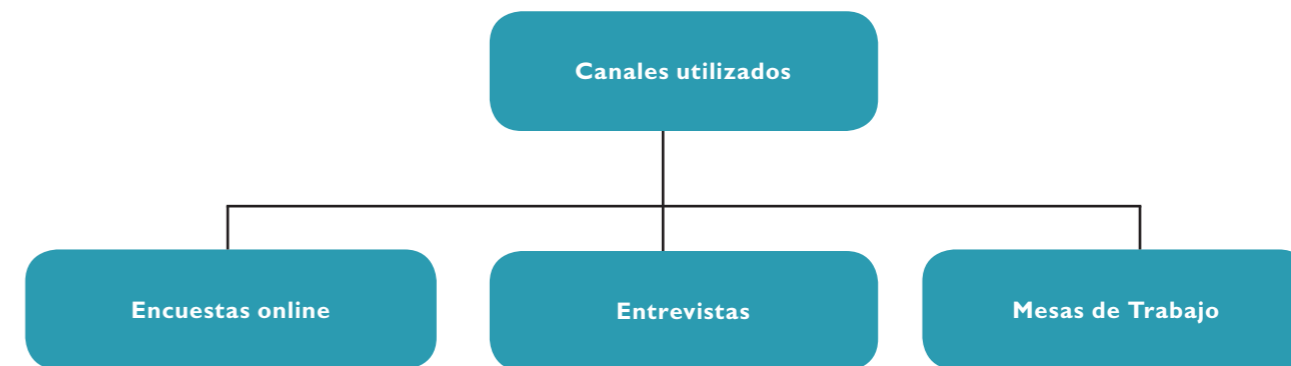 Canales utilizados
Encuestas online
Entrevistas
Mesas de Trabajo